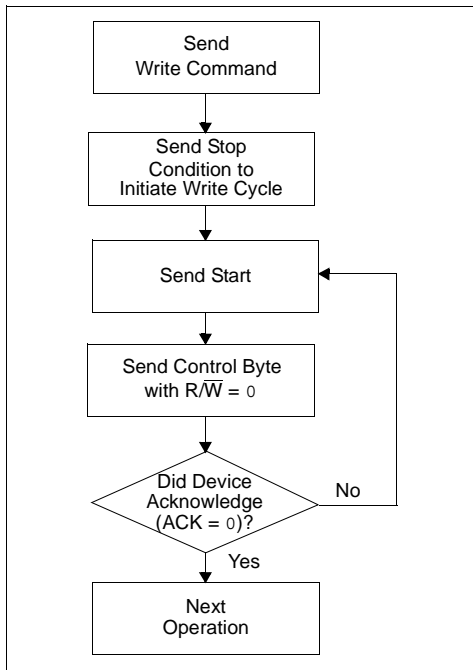 Send
Write Command
Send Stop
Condition to
Initiate Write Cycle
Send Start
Send Control Byte
with R/W̅ = 0
Did Device
Acknowledge
(ACK = 0)?
No
Yes
Next
Operation